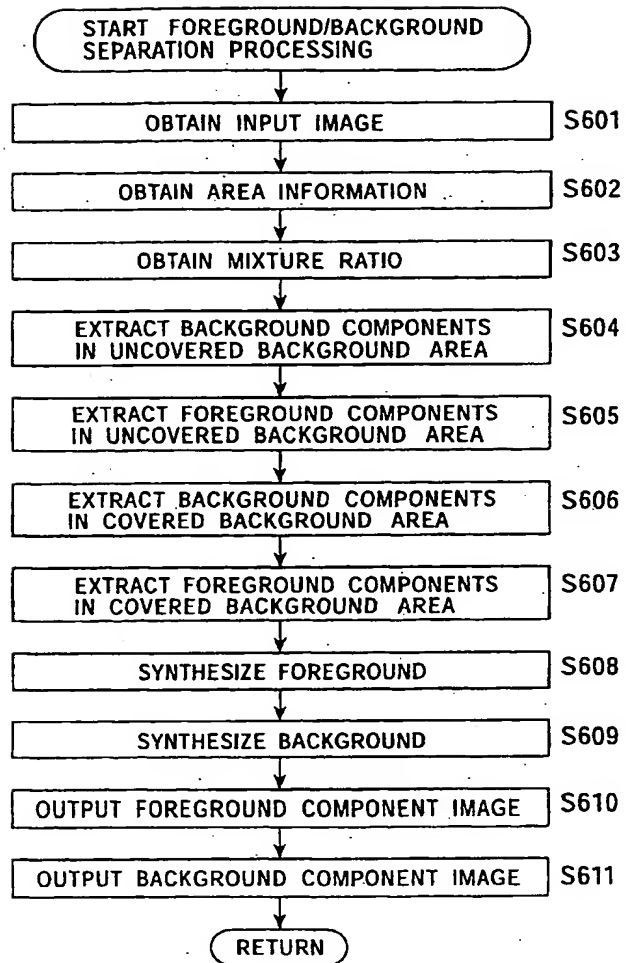 START FOREGROUND/BACKGROUND
SEPARATION PROCESSING
OBTAIN INPUT IMAGE S601
OBTAIN AREA INFORMATION S602
OBTAIN MIXTURE RATIO S603
EXTRACT BACKGROUND COMPONENTS S604
IN UNCOVERED BACKGROUND AREA
EXTRACT FOREGROUND COMPONENTS S605
IN UNCOVERED BACKGROUND AREA
EXTRACT BACKGROUND COMPONENTS S606
IN COVERED BACKGROUND AREA
EXTRACT FOREGROUND COMPONENTS S607
IN COVERED BACKGROUND AREA
SYNTHESIZE FOREGROUND S608
SYNTHESIZE BACKGROUND S609
OUTPUT FOREGROUND COMPONENT IMAGE S610
OUTPUT BACKGROUND COMPONENT IMAGE S611
RETURN